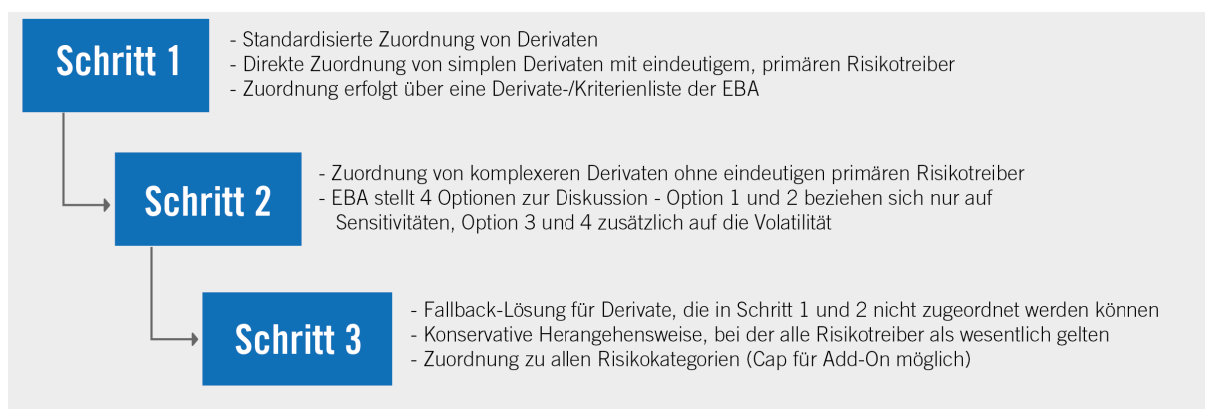 Schritt 1
- Standardisierte Zuordnung von Derivaten
- Direkte Zuordnung von simplen Derivaten mit eindeutigem, primären Risikotreiber
- Zuordnung erfolgt über eine Derivate-/Kriterienliste der EBA
Schritt 2
- Zuordnung von komplexeren Derivaten ohne eindeutigen primären Risikotreiber
- EBA stellt 4 Optionen zur Diskussion - Option 1 und 2 beziehen sich nur auf
Sensitivitäten, Option 3 und 4 zusätzlich auf die Volatilität
Schritt 3
- Fallback-Lösung für Derivate, die in Schritt 1 und 2 nicht zugeordnet werden können
- Konservative Herangehensweise, bei der alle Risikotreiber als wesentlich gelten
- Zuordnung zu allen Risikokategorien (Cap für Add-On möglich)